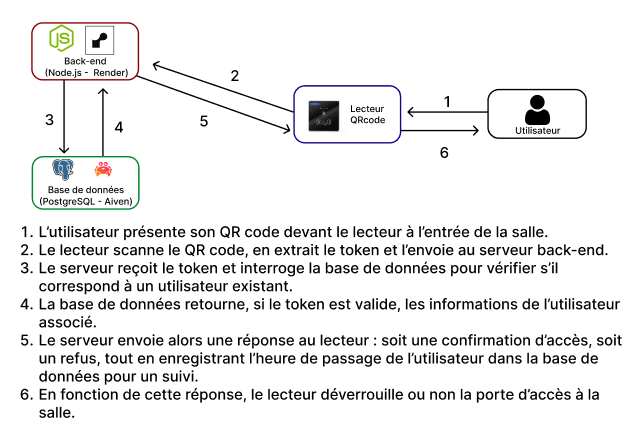 JS
Back-end
(Node.js - Render)
2
Lecteur
QRcode
1
Utilisateur
3
4
5
6
Base de données
(PostgreSQL - Aiven)
1. L’utilisateur présente son QR code devant le lecteur à l’entrée de la salle.
2. Le lecteur scanne le QR code, en extrait le token et l’envoie au serveur back-end.
3. Le serveur reçoit le token et interroge la base de données pour vérifier s’il
correspond à un utilisateur existant.
4. La base de données retourne, si le token est valide, les informations de l’utilisateur
associé.
5. Le serveur envoie alors une réponse au lecteur : soit une confirmation d’accès, soit
un refus, tout en enregistrant l’heure de passage de l’utilisateur dans la base de
données pour un suivi.
6. En fonction de cette réponse, le lecteur déverrouille ou non la porte d’accès à la
salle.